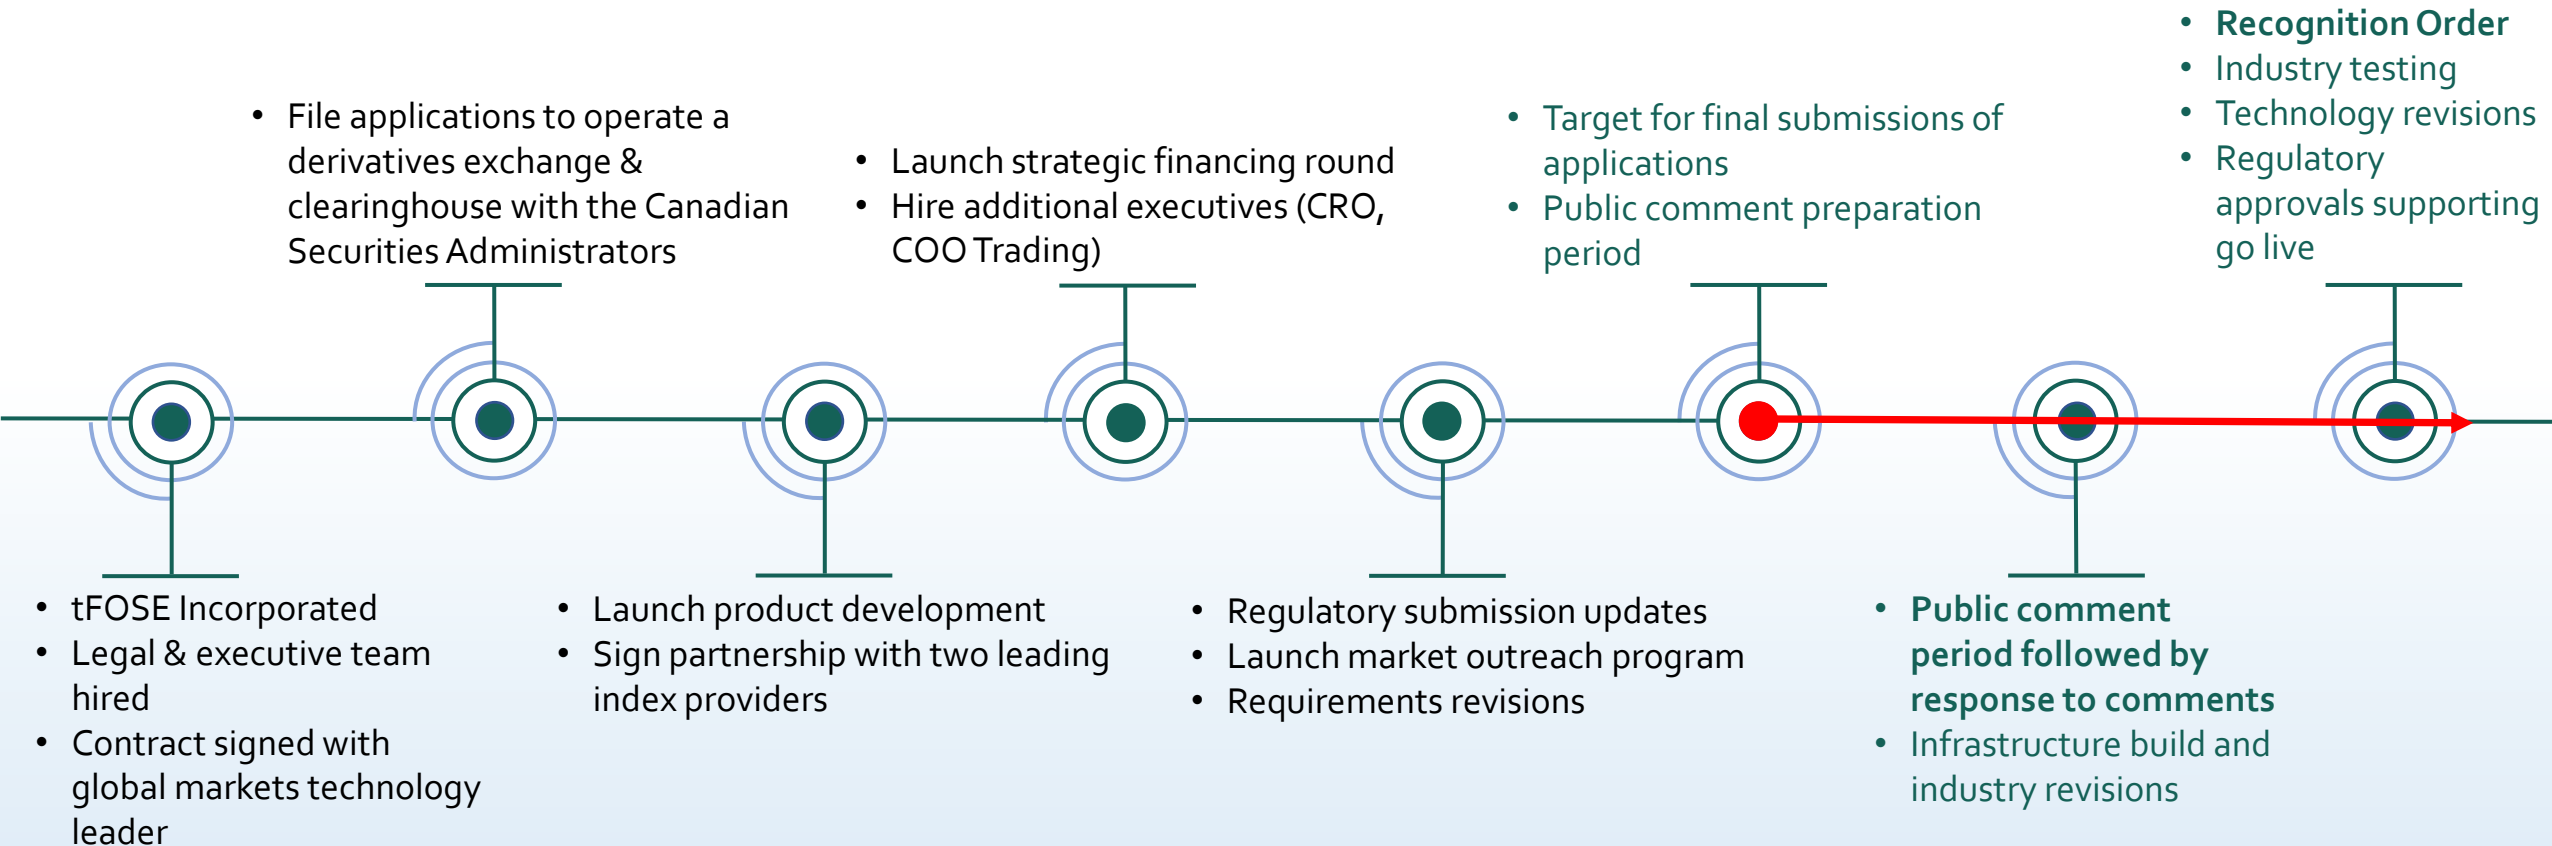 • tFOSE Incorporated
• Legal & executive team
hired
• Contract signed with
global markets technology
leader
• File applications to operate a
derivatives exchange &
clearinghouse with the Canadian
Securities Administrators
• Launch product development
• Sign partnership with two leading
index providers
• Launch strategic financing round
• Hire additional executives (CRO,
COO Trading)
• Regulatory submission updates
• Launch market outreach program
• Requirements revisions
• Target for final submissions of
applications
• Public comment preparation
period
• Public comment
period followed by
response to comments
• Infrastructure build and
industry revisions
• Recognition Order
• Industry testing
• Technology revisions
• Regulatory
approvals supporting
go live